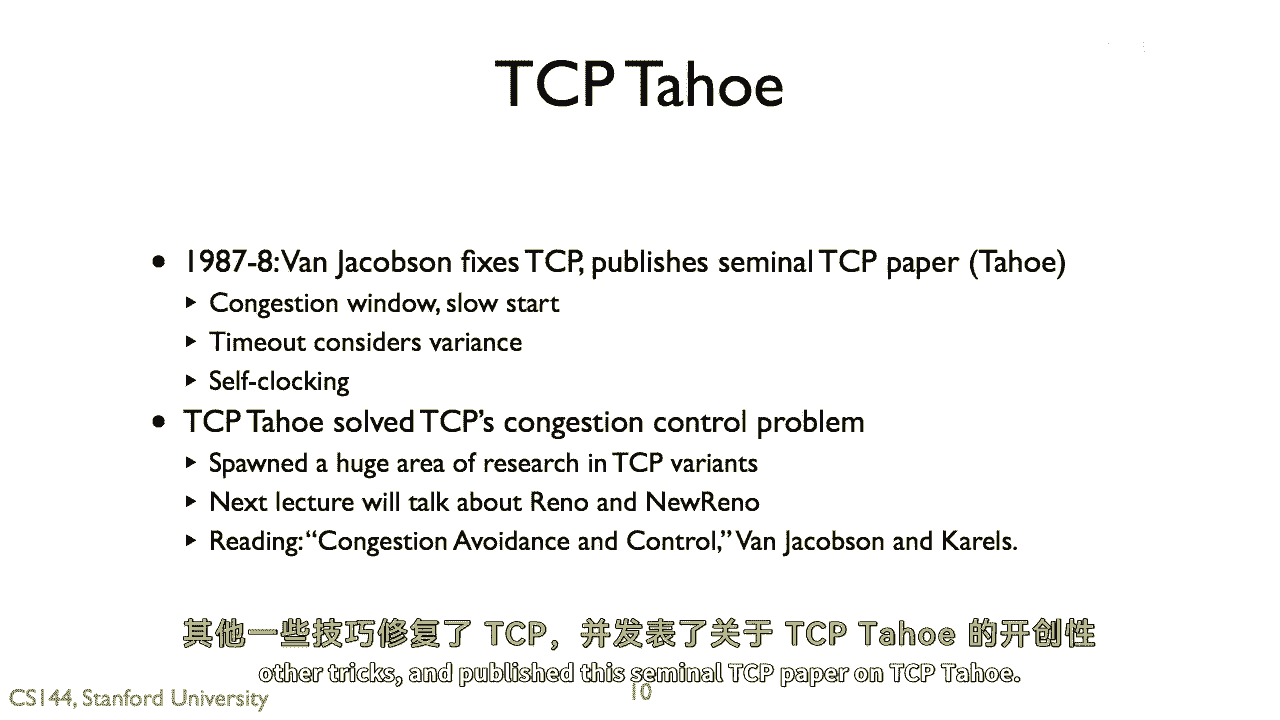 TCP Tahoe
• 1987-8: Van Jacobson fixes TCP, publishes seminal TCP paper (Tahoe)
▸ Congestion window, slow start
▸ Timeout considers variance
▸ Self-clocking
• TCP Tahoe solved TCP’s congestion control problem
▸ Spawned a huge area of research in TCP variants
▸ Next lecture will talk about Reno and NewReno
▸ Reading: “Congestion Avoidance and Control,” Van Jacobson and Karels.
其他一些技巧修复了 TCP，并发表了关于 TCP Tahoe 的开创性
other tricks, and published this seminal TCP paper on TCP Tahoe.
CS144, Stanford University
10